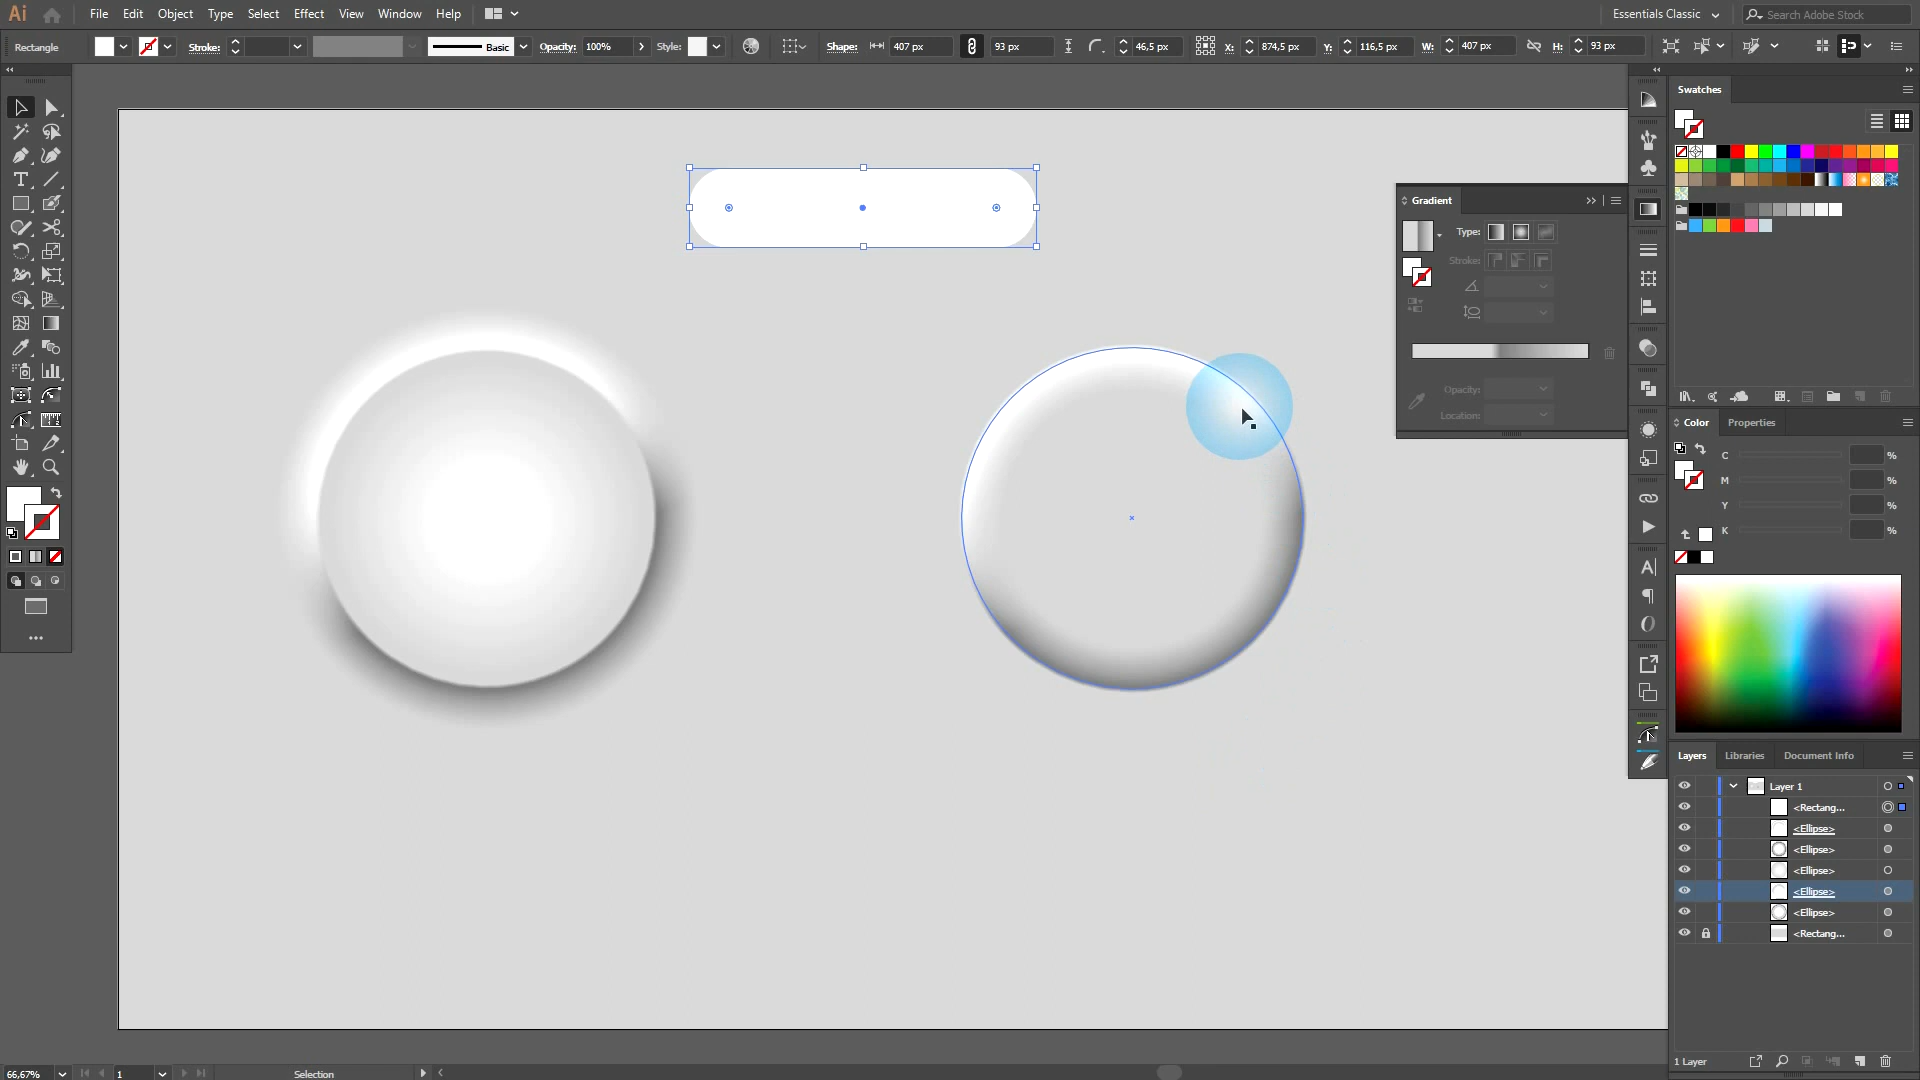 Ai File Edit Object Type Select Effect View Window Help Essentials Classic Search Adobe Stock
Rectangle Stroke: Basic Opacity: 100% Style: Shape: 407 px 93 px 46,5 px X: 874,5 px Y: 116,5 px W: 407 px H: 93 px
Swatches
Gradient
Type:
Stroke:
Opacity:
Location:
Color Properties
C %
M %
Y %
K %
Layers Libraries Document Info
Layer 1
<Rectang...
<Ellipse>
<Ellipse>
<Ellipse>
<Ellipse>
<Ellipse>
<Rectang...
1 Layer
66,67% 1 Selection